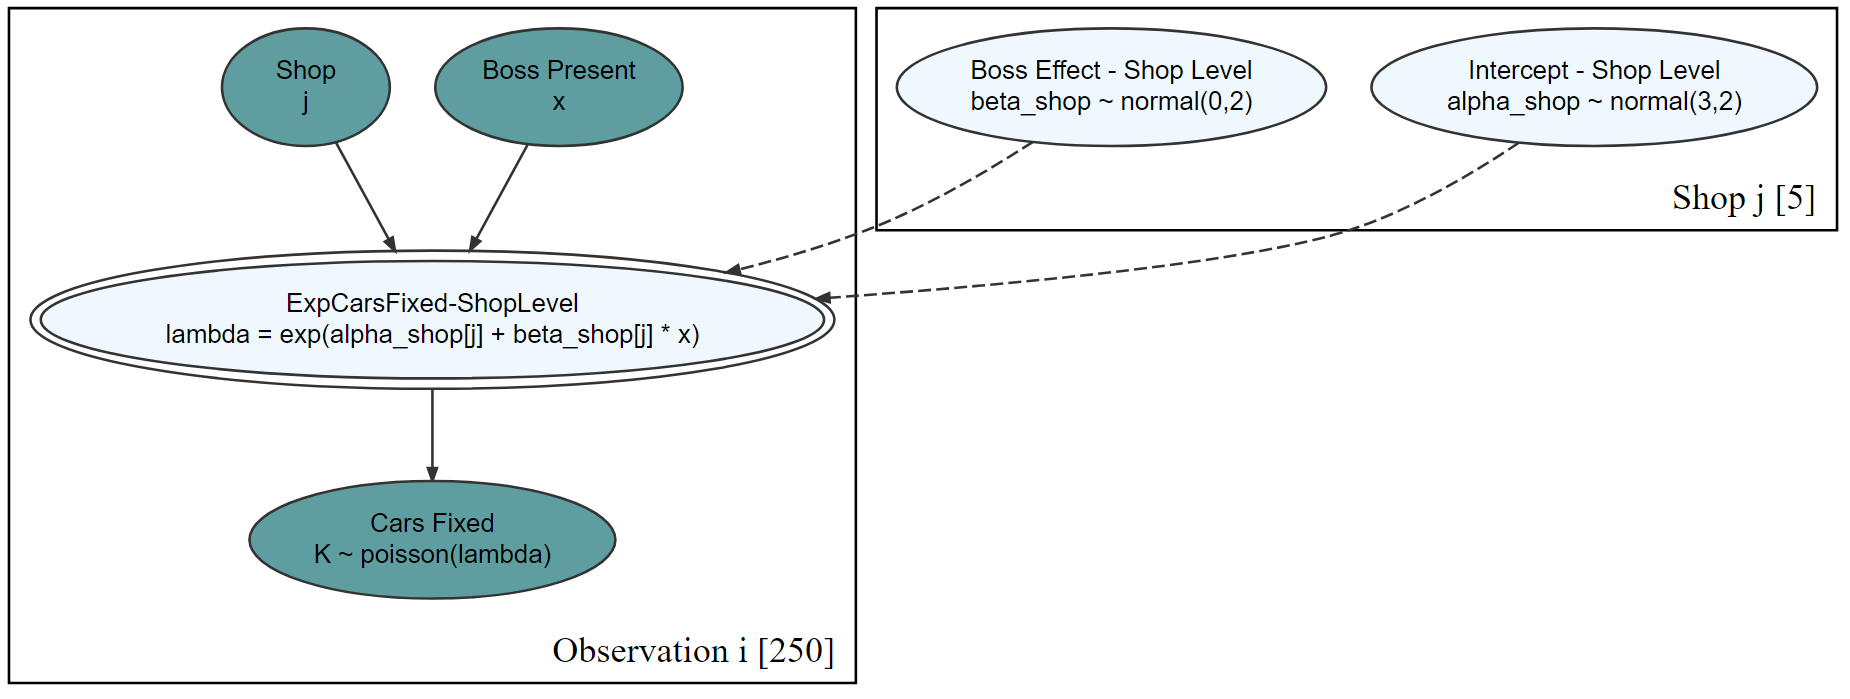 Shop
j
Boss Present
x
Boss Effect - Shop Level
beta_shop ~ normal(0,2)
Intercept - Shop Level
alpha_shop ~ normal(3,2)
Shop j [5]
ExpCarsFixed-ShopLevel
lambda = exp(alpha_shop[j] + beta_shop[j] * x)
Cars Fixed
K ~ poisson(lambda)
Observation i [250]